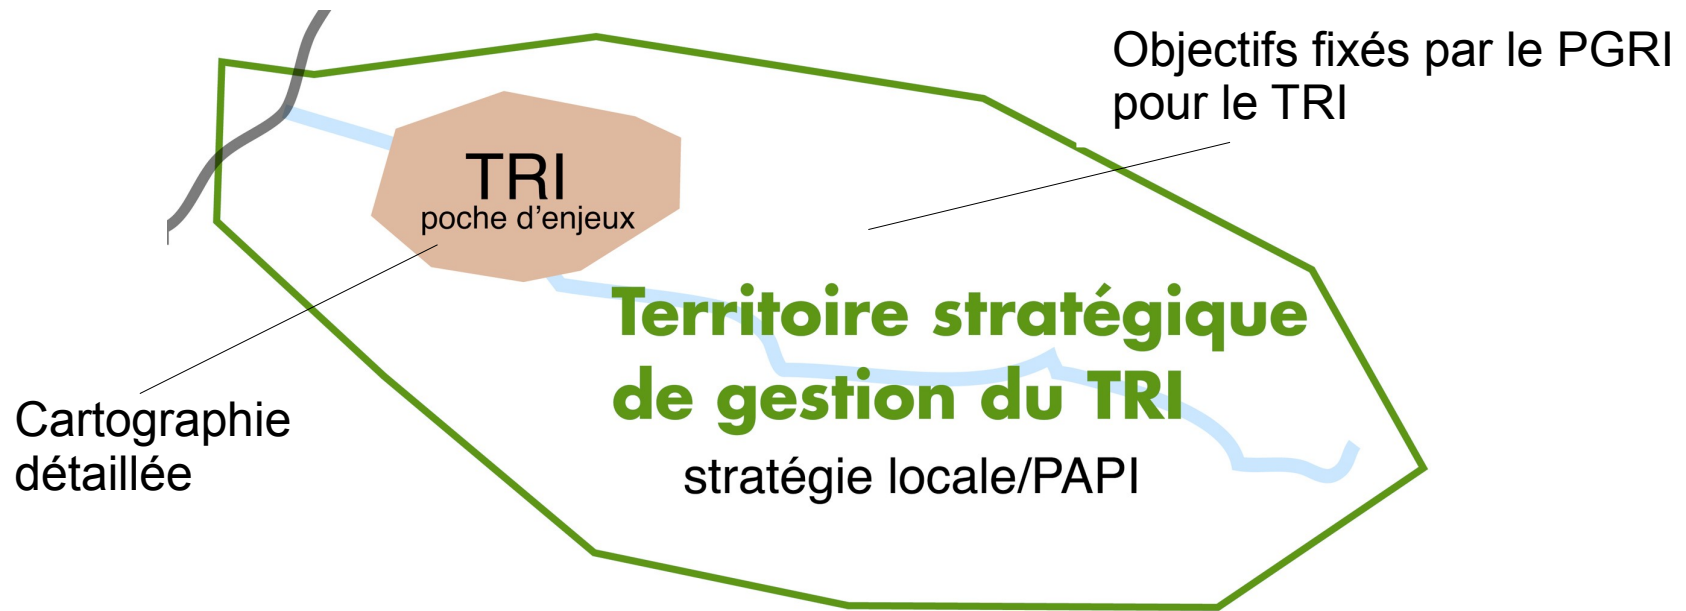 Objectifs fixés par le PGRI
pour le TRI
TRI
poche d'enjeux
Territoire stratégique
de gestion du TRI
stratégie locale/PAPI
Cartographie
détaillée